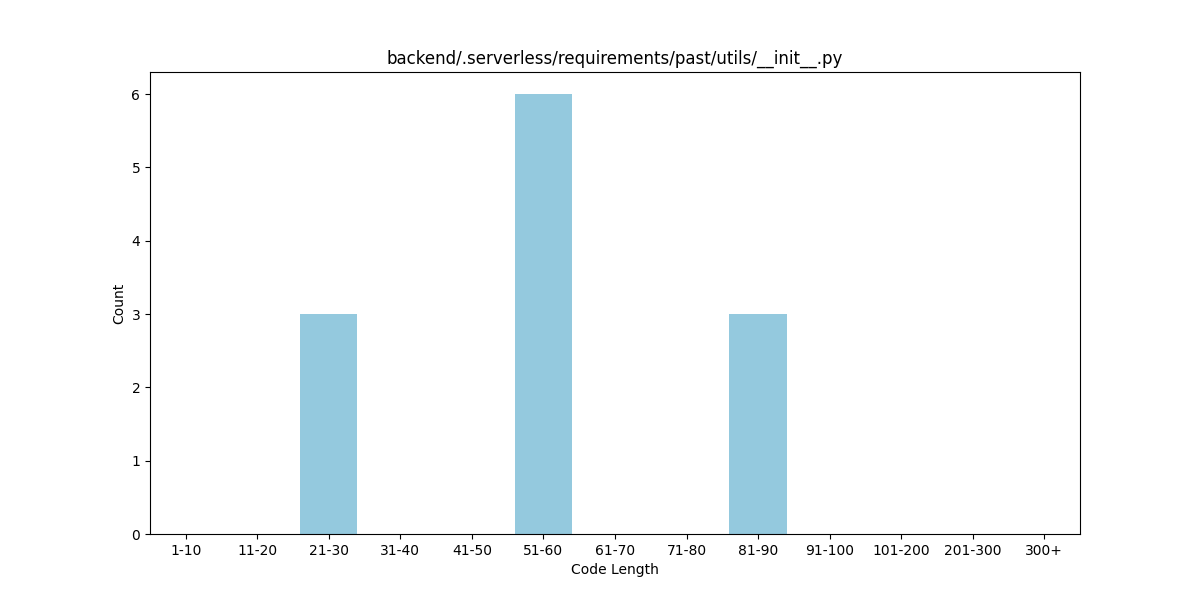 backend/.serverless/requirements/past/utils/__init__.py
Count
6
5
4
3
2
1
0
1-10 11-20 21-30 31-40 41-50 51-60 61-70 71-80 81-90 91-100 101-200 201-300 300+
Code Length